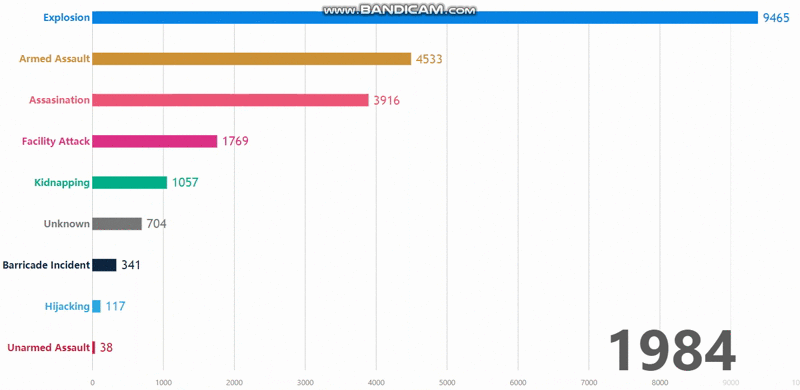 www.BANDICAM.com
Explosion 9465
Armed Assault 4533
Assasination 3916
Facility Attack 1769
Kidnapping 1057
Unknown 704
Barricade Incident 341
Hijacking 117
Unarmed Assault 38
1984
0 1000 2000 3000 4000 5000 6000 7000 8000 9000